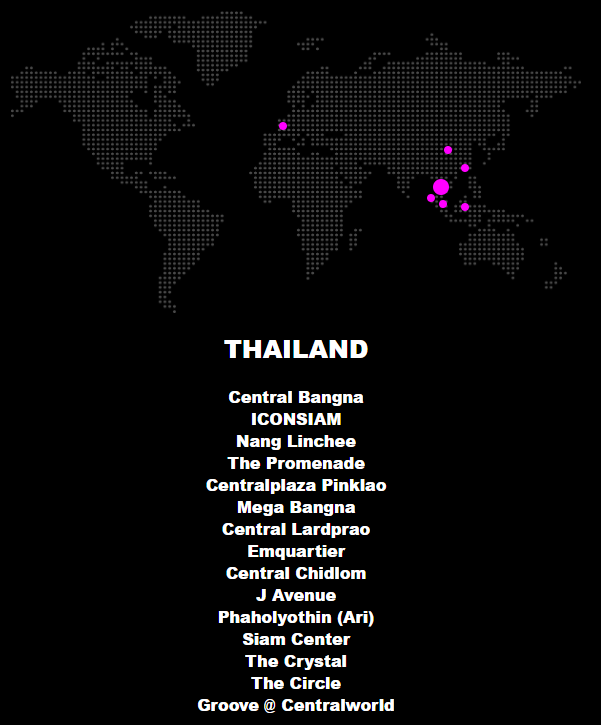 THAILAND
Central Bangna
ICONSIAM
Nang Linchee
The Promenade
Centralplaza Pinklao
Mega Bangna
Central Lardprao
Emquartier
Central Chidlom
J Avenue
Phaholyothin (Ari)
Siam Center
The Crystal
The Circle
Groove @ Centralworld